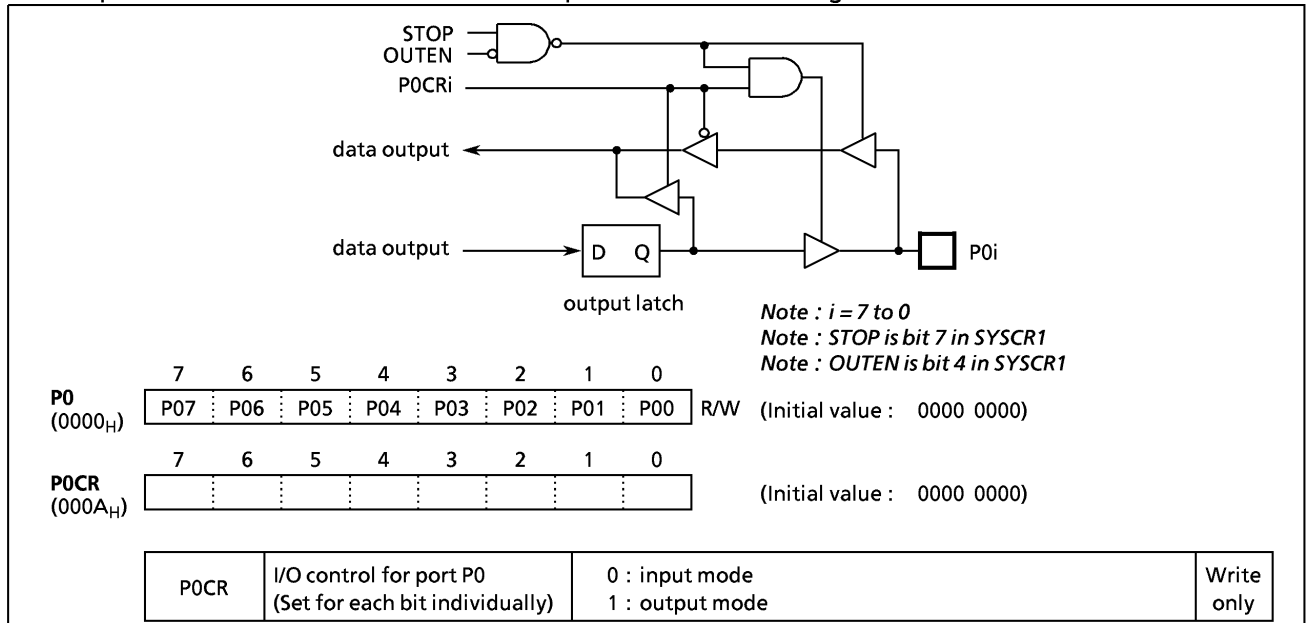 STOP
OUTEN
P0CRi
data output
data output
D Q
P0i
output latch
Note : i = 7 to 0
Note : STOP is bit 7 in SYSCR1
Note : OUTEN is bit 4 in SYSCR1
7 6 5 4 3 2 1 0
P0
(0000H)
P07 P06 P05 P04 P03 P02 P01 P00 R/W (Initial value : 0000 0000)
7 6 5 4 3 2 1 0
P0CR
(000AH)
(Initial value : 0000 0000)
P0CR
I/O control for port P0
(Set for each bit individually)
0 : input mode
1 : output mode
Write
only